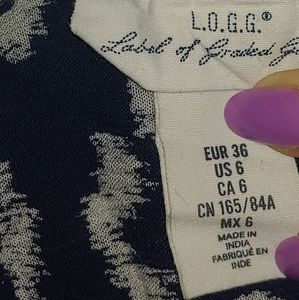 L.O.G.G.®
Label of Graded G
EUR 36
US 6
CA 6
CN 165/84A
MX 6
MADE IN
INDIA
FABRIQUÉ EN
INDE